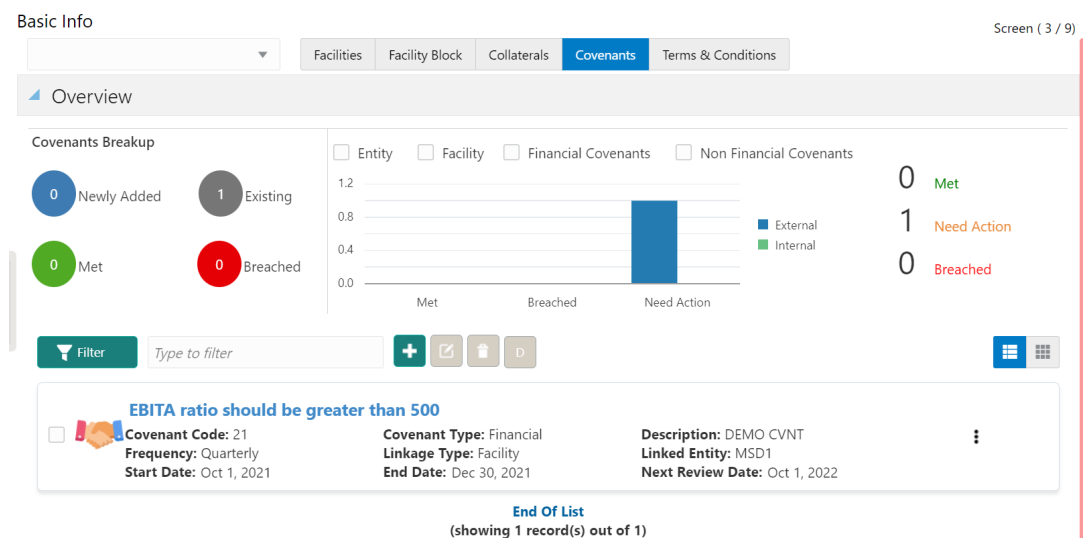 Basic Info
Screen ( 3 / 9)
Facilities Facility Block Collaterals Covenants Terms & Conditions
Overview
Covenants Breakup
0 Newly Added
1 Existing
0 Met
0 Breached
Entity Facility Financial Covenants Non Financial Covenants
1.2
0.8
0.4
0.0
Met Breached Need Action
External
Internal
0 Met
1 Need Action
0 Breached
Filter Type to filter D
EBITA ratio should be greater than 500
Covenant Code: 21 Covenant Type: Financial Description: DEMO CVNT
Frequency: Quarterly Linkage Type: Facility Linked Entity: MSD1
Start Date: Oct 1, 2021 End Date: Dec 30, 2021 Next Review Date: Oct 1, 2022
End Of List
(showing 1 record(s) out of 1)